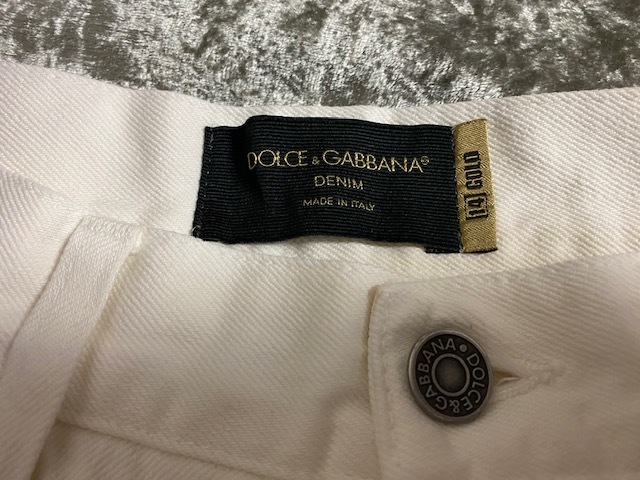 DOLCE & GABBANA®
DENIM
MADE IN ITALY
14 GOLD
DOLCE&GABBANA